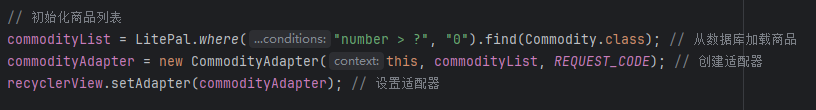 // 初始化商品列表
commodityList = LitePal.where( ...conditions: "number > ?", "0").find(Commodity.class); // 从数据库加载商品
commodityAdapter = new CommodityAdapter( context: this, commodityList, REQUEST_CODE); // 创建适配器
recyclerView.setAdapter(commodityAdapter); // 设置适配器